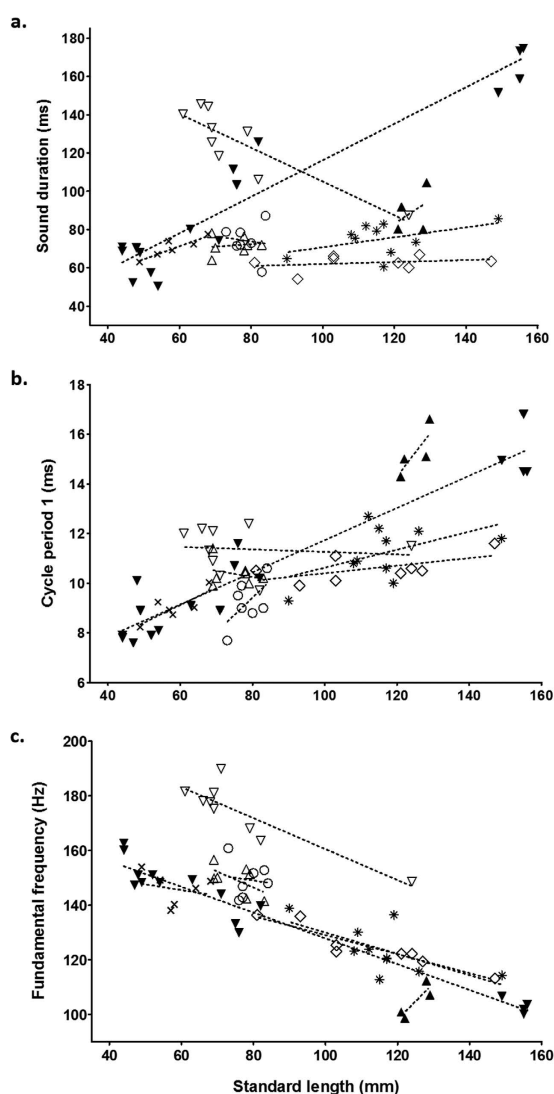 a.
180
160
140
120
100
80
60
40
Sound duration (ms)
40 60 80 100 120 140 160
b.
18
16
14
12
10
8
6
Cycle period 1 (ms)
40 60 80 100 120 140 160
c.
200
180
160
140
120
100
Fundamental frequency (Hz)
40 60 80 100 120 140 160
Standard length (mm)